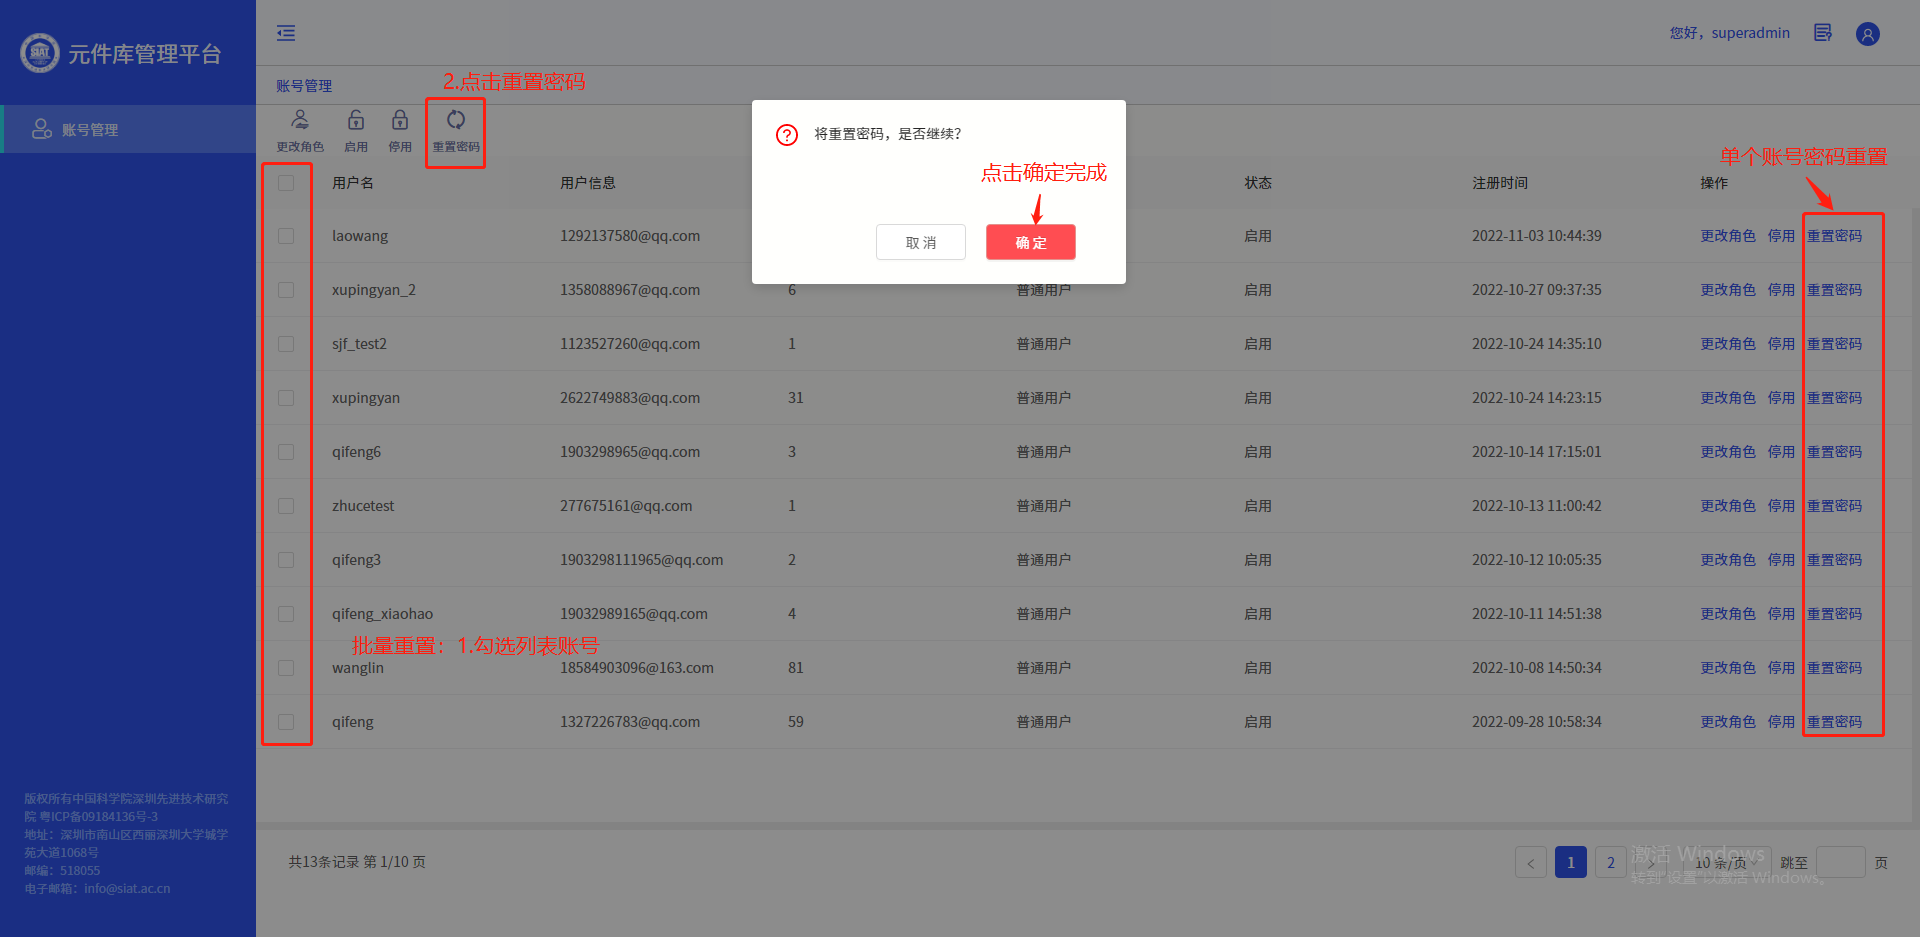 SIAT
元件库管理平台
您好，superadmin
账号管理
账号管理
2.点击重置密码
更改角色 启用 停用 重置密码
将重置密码，是否继续？
点击确定完成
取 消 确 定
单个账号密码重置
用户名 用户信息 状态 注册时间 操作
laowang 1292137580@qq.com 启用 2022-11-03 10:44:39 更改角色 停用 重置密码
xupingyan_2 1358088967@qq.com 6 普通用户 启用 2022-10-27 09:37:35 更改角色 停用 重置密码
sjf_test2 1123527260@qq.com 1 普通用户 启用 2022-10-24 14:35:10 更改角色 停用 重置密码
xupingyan 2622749883@qq.com 31 普通用户 启用 2022-10-24 14:23:15 更改角色 停用 重置密码
qifeng6 1903298965@qq.com 3 普通用户 启用 2022-10-14 17:15:01 更改角色 停用 重置密码
zhucetest 277675161@qq.com 1 普通用户 启用 2022-10-13 11:00:42 更改角色 停用 重置密码
qifeng3 1903298111965@qq.com 2 普通用户 启用 2022-10-12 10:05:35 更改角色 停用 重置密码
qifeng_xiaohao 19032989165@qq.com 4 普通用户 启用 2022-10-11 14:51:38 更改角色 停用 重置密码
批量重置：1.勾选列表账号
wanglin 18584903096@163.com 81 普通用户 启用 2022-10-08 14:50:34 更改角色 停用 重置密码
qifeng 1327226783@qq.com 59 普通用户 启用 2022-09-28 10:58:34 更改角色 停用 重置密码
版权所有中国科学院深圳先进技术研究
院 粤ICP备09184136号-3
地址：深圳市南山区西丽深圳大学城学
苑大道1068号
邮编：518055
电子邮箱：info@siat.ac.cn
共13条记录 第 1/10 页
< 1 2 > 10 条/页 跳至 页
激活 Windows
转到"设置"以激活 Windows。